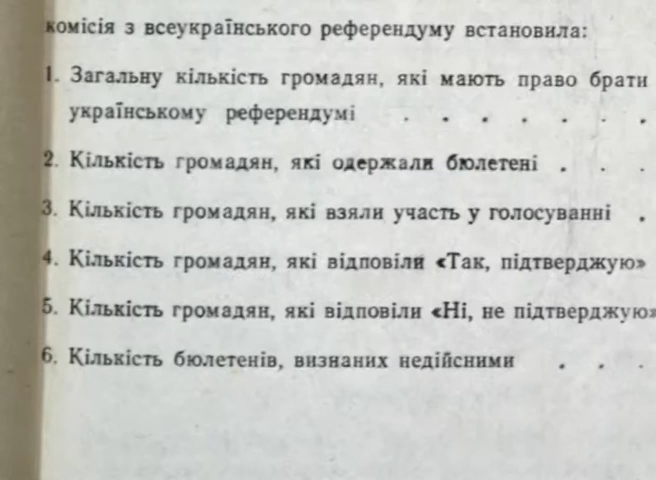 комісія з всеукраїнського референдуму встановила:
1. Загальну кількість громадян, які мають право брати
українському референдумі . . . . . .
2. Кількість громадян, які одержали бюлетені . . .
3. Кількість громадян, які взяли участь у голосуванні .
4. Кількість громадян, які відповіли «Так, підтверджую»
5. Кількість громадян, які відповіли «Ні, не підтверджую»
6. Кількість бюлетенів, визнаних недійсними . . .